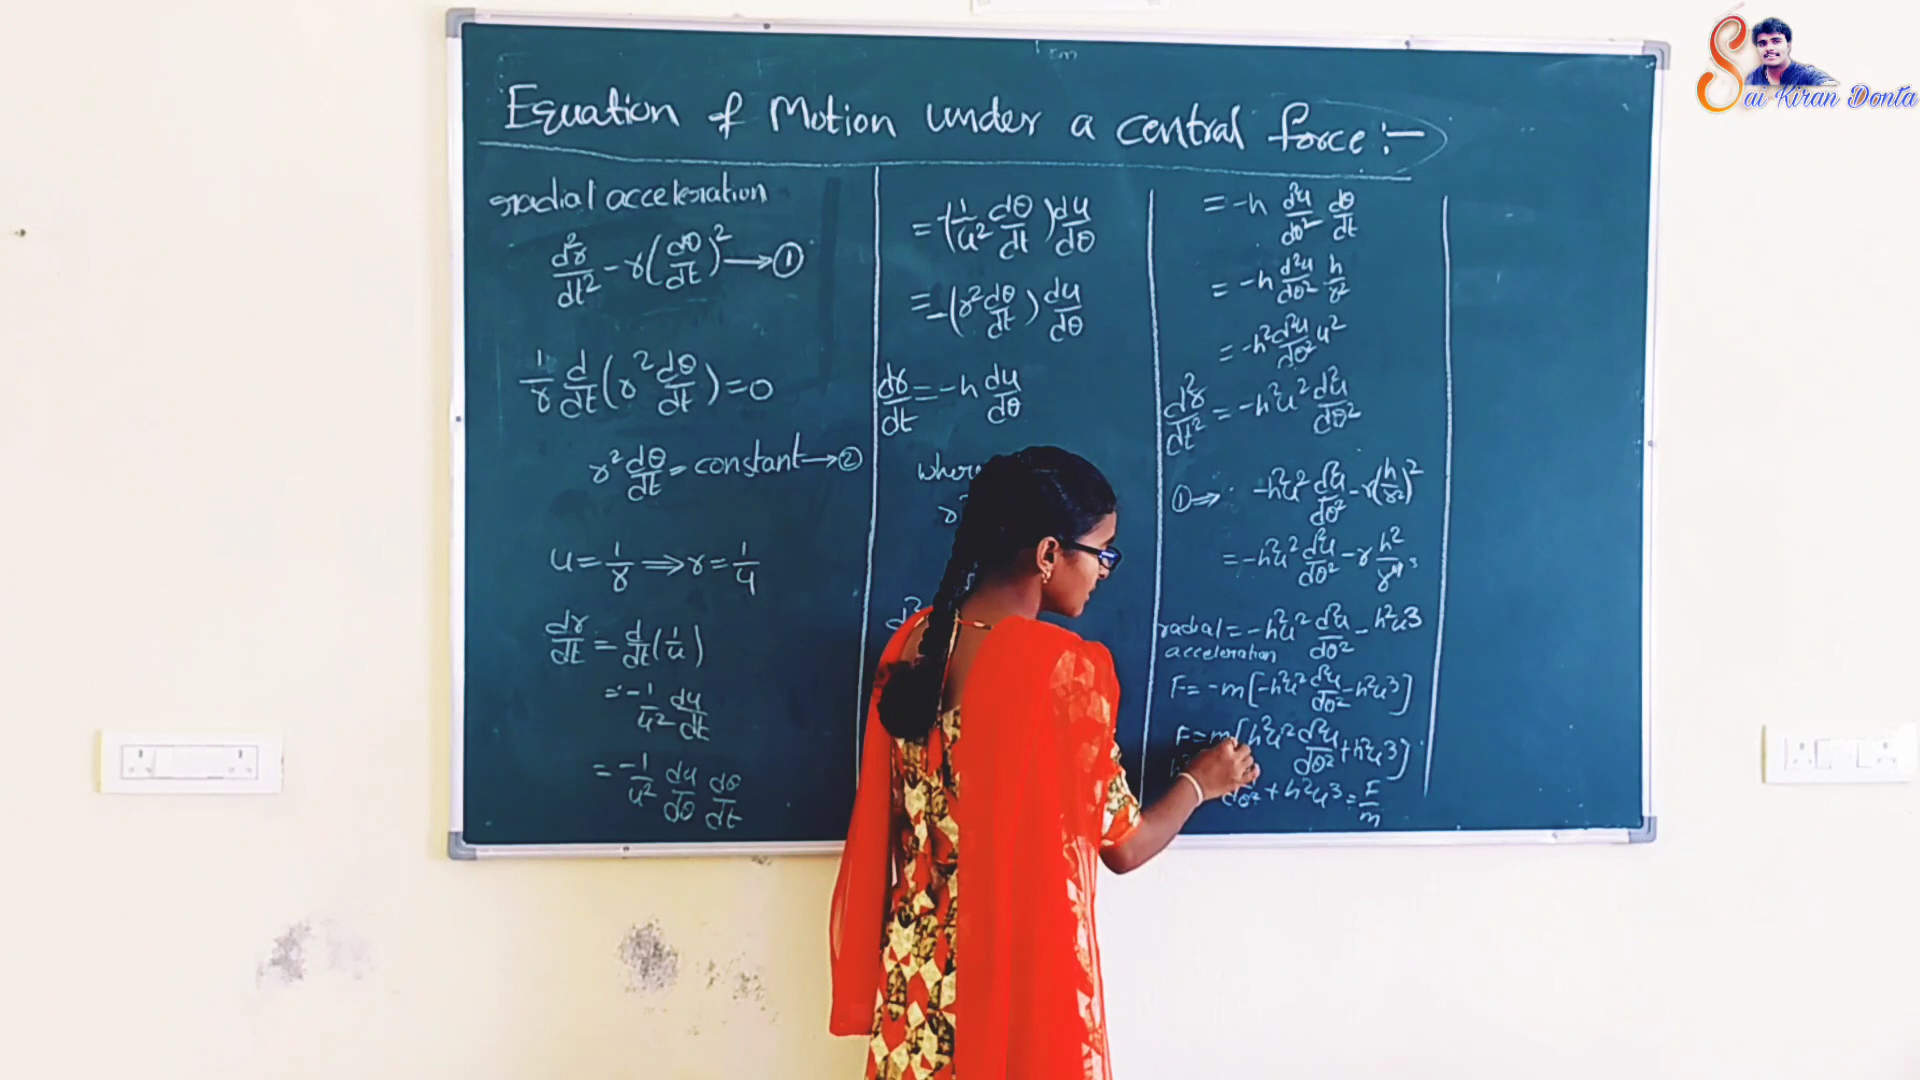 Sai Kiran Donta
Equation of Motion under a central force :-
radial acceleration
d²r/dt² - r(dθ/dt)² → ①
1/r d/dt (r² dθ/dt) = 0
r² dθ/dt = constant → ②
u = 1/r ⇒ r = 1/u
dr/dt = d/dt (1/u)
= -1/u² du/dt
= -1/u² du/dθ dθ/dt
= -(1/u² dθ/dt) du/dθ
= -(r² dθ/dt) du/dθ
dr/dt = -h du/dθ
= -h d²u/dθ² dθ/dt
= -h d²u/dθ² h/r²
= -h² d²u/dθ² u²
d²r/dt² = -h²u² d²u/dθ²
① ⇒ -h²u² d²u/dθ² - r(h/r²)²
= -h²u² d²u/dθ² - r h²/r⁴
radial acceleration = -h²u² d²u/dθ² - h²u³
F = -m[-h²u² d²u/dθ² - h²u³]
F = m[h²u² d²u/dθ² + h²u³]
dθ² + h²u³ = F/m